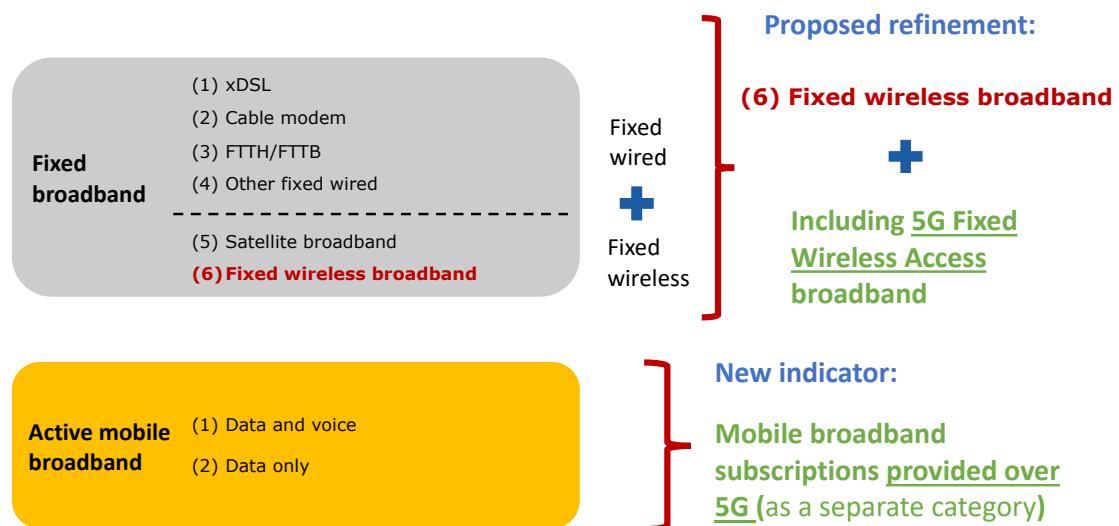 Fixed
broadband
(1) xDSL
(2) Cable modem
(3) FTTH/FTTB
(4) Other fixed wired
(5) Satellite broadband
(6) Fixed wireless broadband
Fixed
wired
Fixed
wireless
Proposed refinement:
(6) Fixed wireless broadband
Including 5G Fixed
Wireless Access
broadband
Active mobile
broadband
(1) Data and voice
(2) Data only
New indicator:
Mobile broadband
subscriptions provided over
5G (as a separate category)